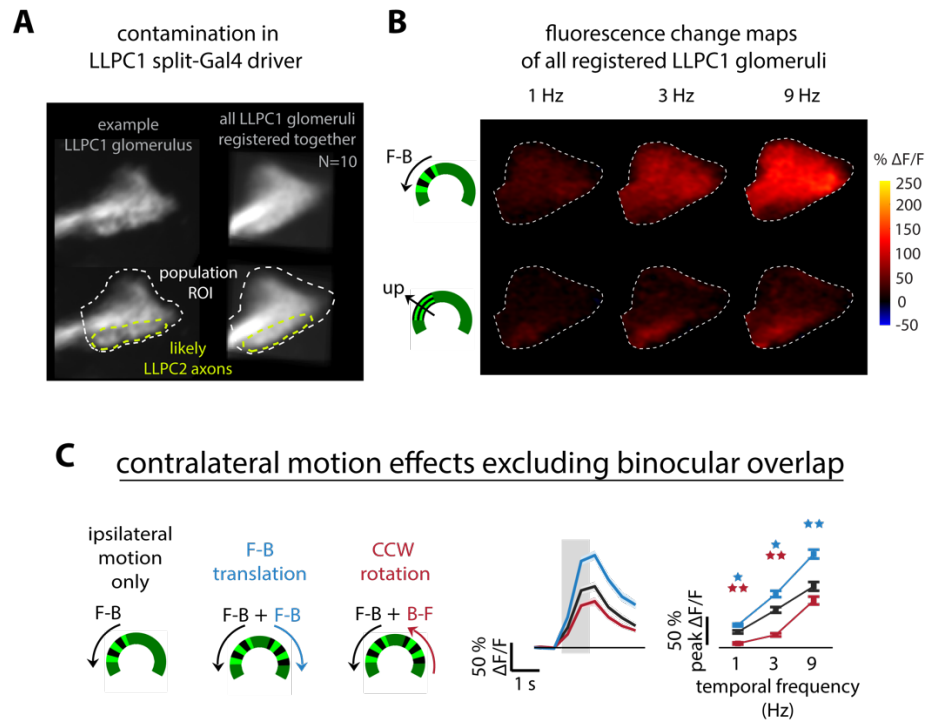 A
contamination in
LLPC1 split-Gal4 driver
example
LLPC1 glomerulus
all LLPC1 glomeruli
registered together
N=10
population
ROI
likely
LLPC2 axons
B
fluorescence change maps
of all registered LLPC1 glomeruli
1 Hz
3 Hz
9 Hz
F-B
up
% ΔF/F
250
200
150
100
50
0
-50
C
contralateral motion effects excluding binocular overlap
ipsilateral
motion
only
F-B
F-B
translation
F-B + F-B
CCW
rotation
F-B + B-F
50 %
ΔF/F
1 s
50 %
peak ΔF/F
1
3
9
temporal frequency
(Hz)